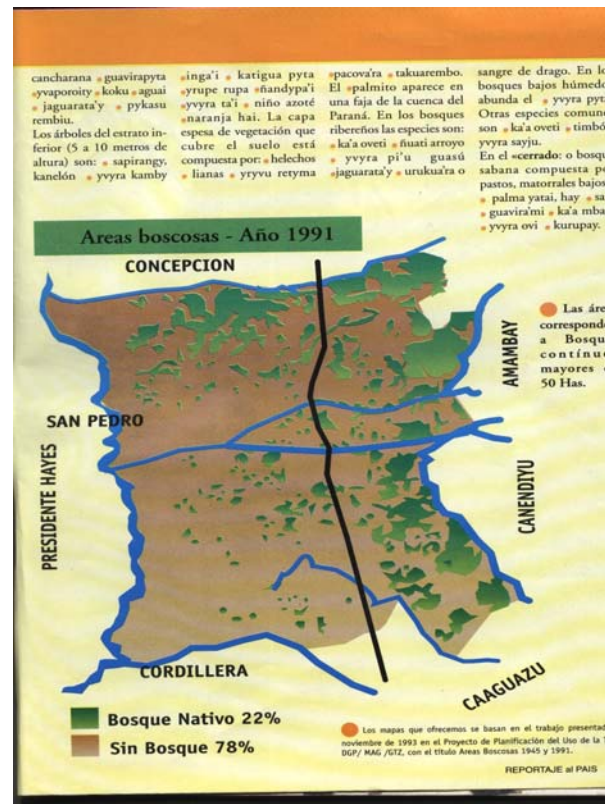 cancharana • guavirapyta
•yvaporoity • koku • aguai
• jaguarata'y • pykasu
rembiu.
Los árboles del estrato in-
ferior (5 a 10 metros de
altura) son: • sapirangy,
kanelón • yvyra kamby
•inga'i • katigua pyta
•yrupe rupa •ñandypa'i
•yvyra ta'i • niño azoté
•naranja hai. La capa
espesa de vegetación que
cubre el suelo está
compuesta por: • helechos
• lianas • yryvu retyma
•pacova'ra • takuarembo.
El •palmito aparece en
una faja de la cuenca del
Paraná. En los bosques
ribereños las especies son:
• ka'a oveti • ñuati arroyo
• yvyra pi'u guasú
•jaguarata'y • urukua'ra o
sangre de drago. En lo
bosques bajos húmedo
abunda el • yvyra pyt
Otras especies comune
son • ka'a oveti • timbó
yvyra sayju.
En el «cerrado: o bosqu
sabana compuesta po
pastos, matorrales bajos
• palma yatai, hay • sa
• guavira'mi • ka'a mba
• yvyra ovi • kurupay.
Areas boscosas - Año 1991
CONCEPCION
SAN PEDRO
PRESIDENTE HAYES
AMAMBAY
CANENDIYU
CORDILLERA
CAAGUAZU
Las áre
correspond
a Bosqu
contínuo
mayores
50 Has.
Bosque Nativo 22%
Sin Bosque 78%
Los mapas que ofrecemos se basan en el trabajo presentad
noviembre de 1993 en el Proyecto de Planificación del Uso de la T
DGP/ MAG /GTZ, con el título Areas Boscosas 1945 y 1991.
REPORTAJE al PAIS